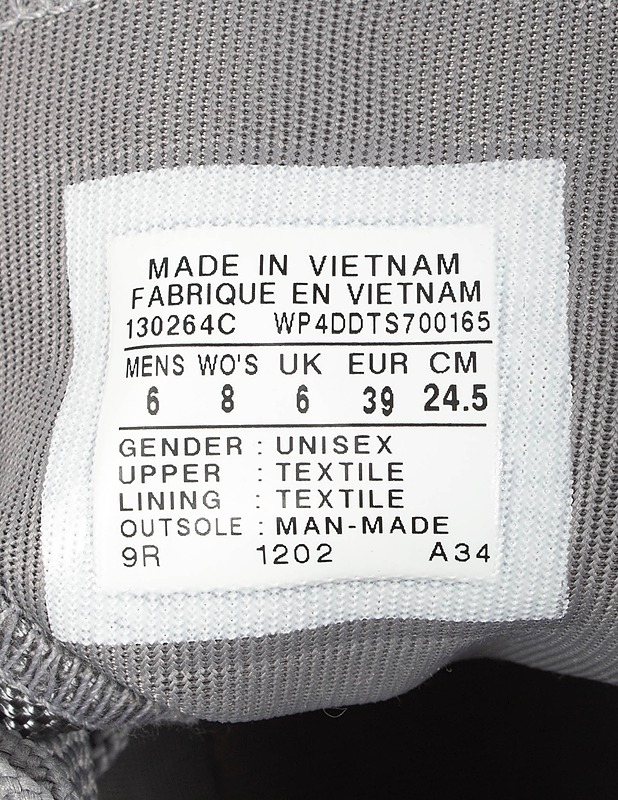 MADE IN VIETNAM
FABRIQUE EN VIETNAM
130264C WP4DDTS700165
MENS WO'S UK EUR CM
6 8 6 39 24.5
GENDER : UNISEX
UPPER : TEXTILE
LINING : TEXTILE
OUTSOLE : MAN-MADE
9R 1202 A34